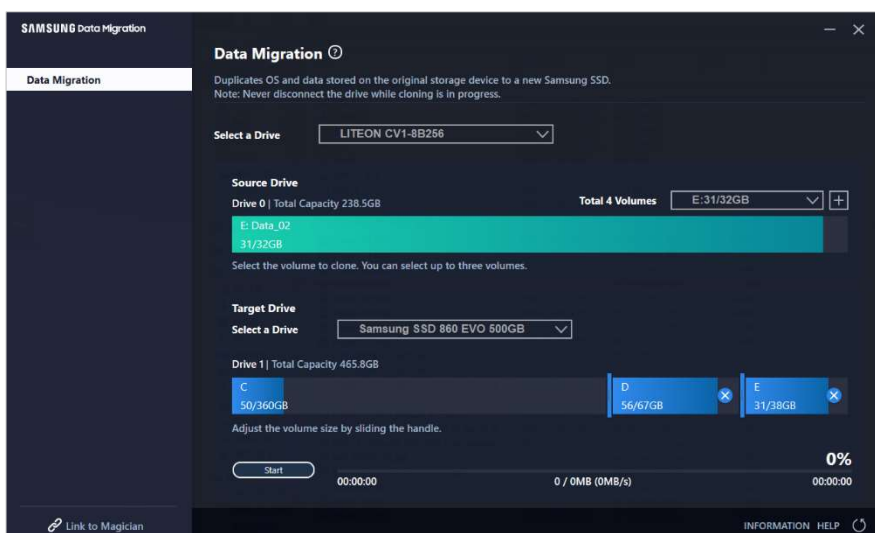 SAMSUNG Data Migration
Data Migration
Data Migration ?
Duplicates OS and data stored on the original storage device to a new Samsung SSD.
Note: Never disconnect the drive while cloning is in progress.
Select a Drive LITEON CV1-8B256
Source Drive
Drive 0 | Total Capacity 238.5GB Total 4 Volumes E:31/32GB
E: Data_02
31/32GB
Select the volume to clone. You can select up to three volumes.
Target Drive
Select a Drive Samsung SSD 860 EVO 500GB
Drive 1 | Total Capacity 465.8GB
C D E
50/360GB 56/67GB 31/38GB
Adjust the volume size by sliding the handle.
0%
Start
00:00:00 0 / 0MB (0MB/s) 00:00:00
Link to Magician INFORMATION HELP